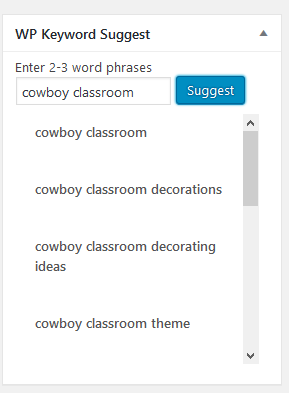 WP Keyword Suggest
Enter 2-3 word phrases
cowboy classroom
Suggest
cowboy classroom
cowboy classroom decorations
cowboy classroom decorating
ideas
cowboy classroom theme